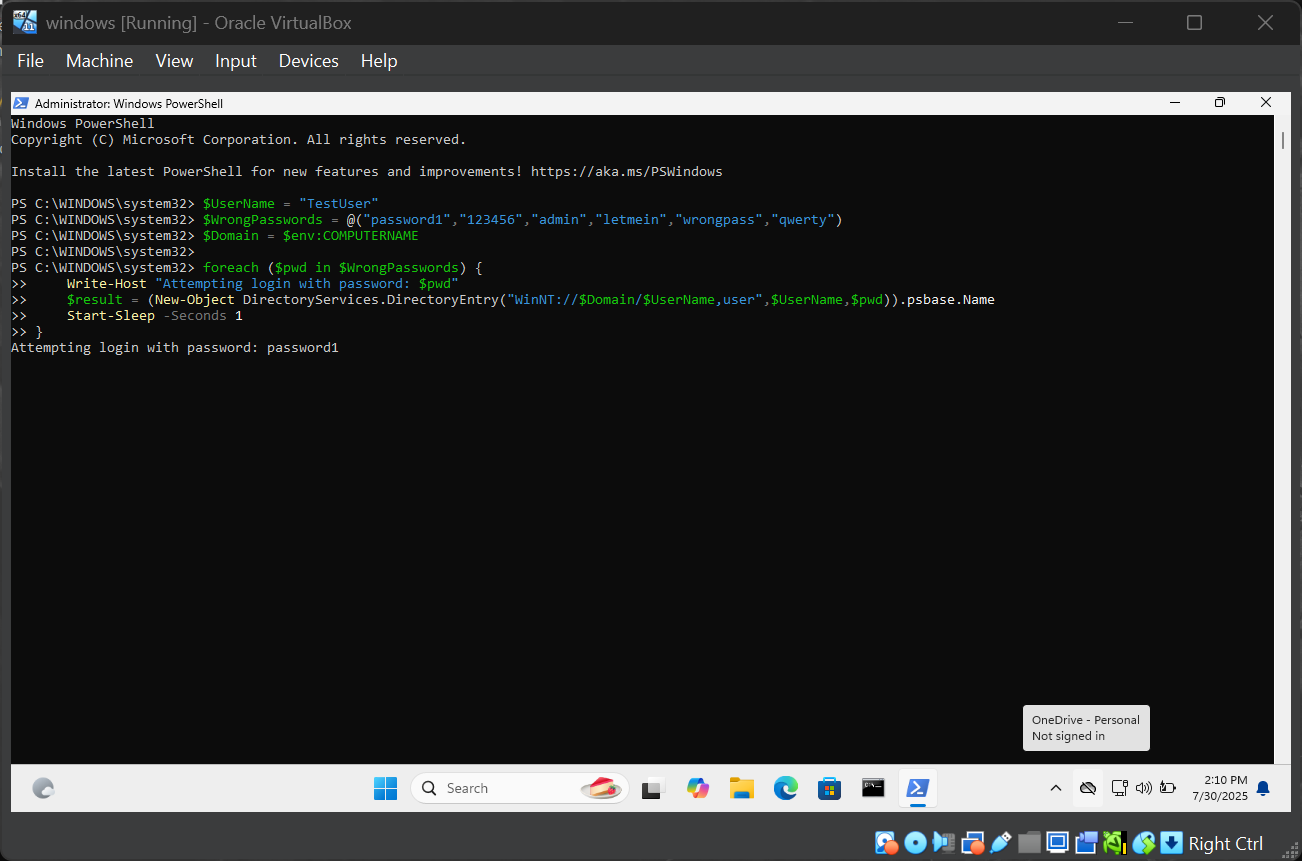 windows [Running] - Oracle VirtualBox
File Machine View Input Devices Help
Administrator: Windows PowerShell
Windows PowerShell
Copyright (C) Microsoft Corporation. All rights reserved.
Install the latest PowerShell for new features and improvements! https://aka.ms/PSWindows
PS C:\WINDOWS\system32> $UserName = "TestUser"
PS C:\WINDOWS\system32> $WrongPasswords = @("password1","123456","admin","letmein","wrongpass","qwerty")
PS C:\WINDOWS\system32> $Domain = $env:COMPUTERNAME
PS C:\WINDOWS\system32>
PS C:\WINDOWS\system32> foreach ($pwd in $WrongPasswords) {
>>     Write-Host "Attempting login with password: $pwd"
>>     $result = (New-Object DirectoryServices.DirectoryEntry("WinNT://$Domain/$UserName,user",$UserName,$pwd)).psbase.Name
>>     Start-Sleep -Seconds 1
>> }
Attempting login with password: password1
OneDrive - Personal
Not signed in
Search
2:10 PM
7/30/2025
Right Ctrl